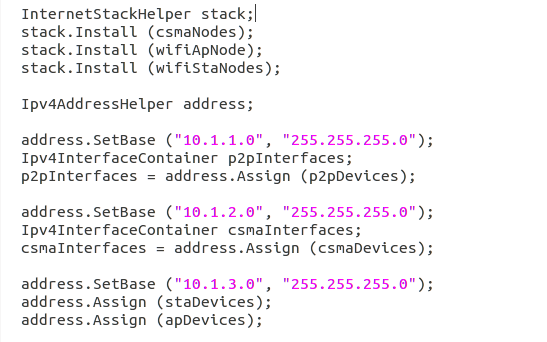 InternetStackHelper stack;
stack.Install (csmaNodes);
stack.Install (wifiApNode);
stack.Install (wifiStaNodes);
Ipv4AddressHelper address;
address.SetBase ("10.1.1.0", "255.255.255.0");
Ipv4InterfaceContainer p2pInterfaces;
p2pInterfaces = address.Assign (p2pDevices);
address.SetBase ("10.1.2.0", "255.255.255.0");
Ipv4InterfaceContainer csmaInterfaces;
csmaInterfaces = address.Assign (csmaDevices);
address.SetBase ("10.1.3.0", "255.255.255.0");
address.Assign (staDevices);
address.Assign (apDevices);